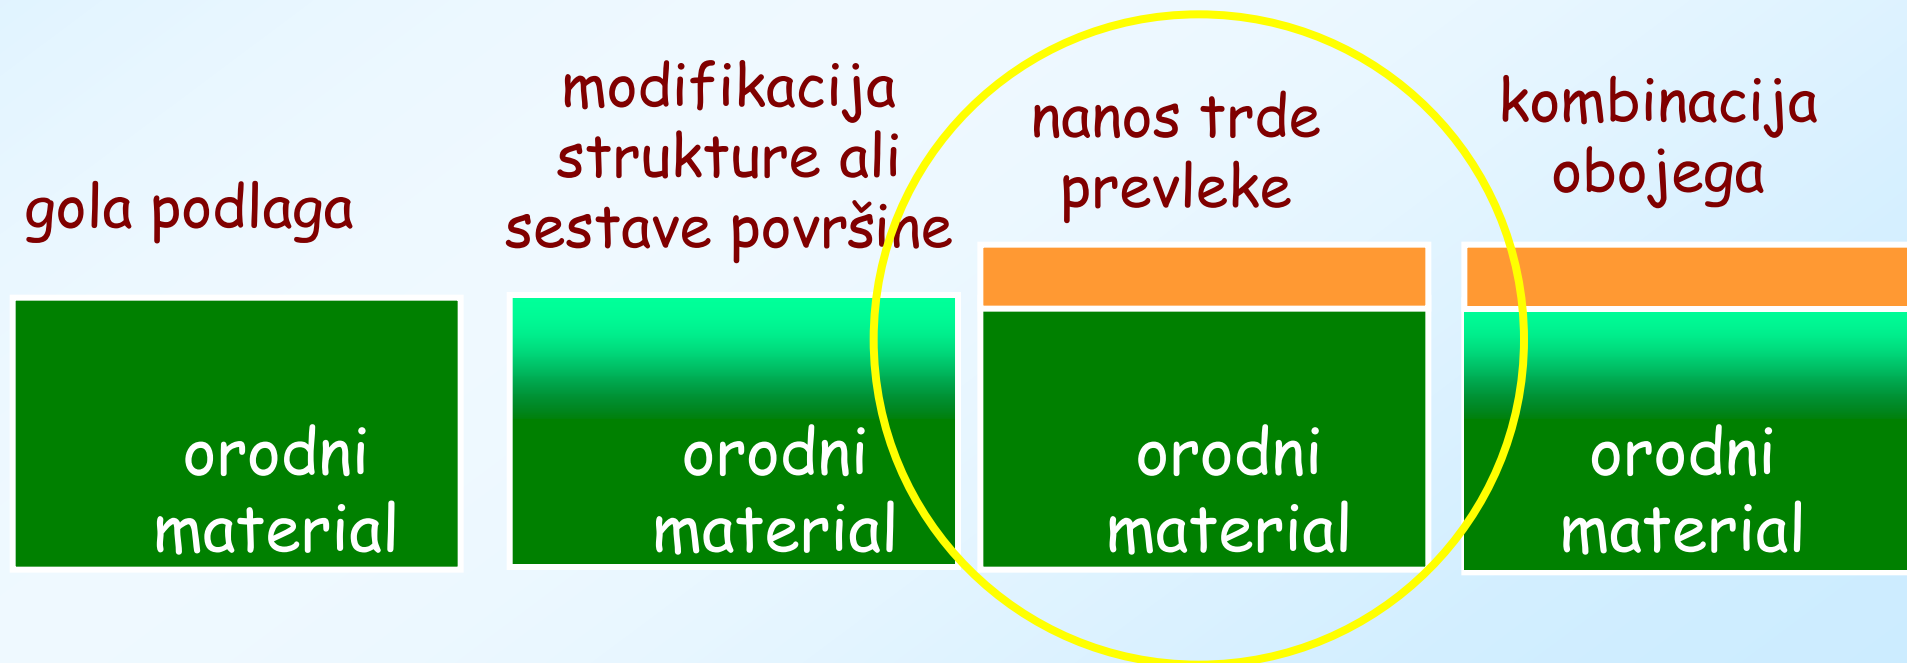 gola podlaga
orodni
material
modifikacija
strukture ali
sestave površine
orodni
material
nanos trde
prevleke
orodni
material
kombinacija
obojega
orodni
material